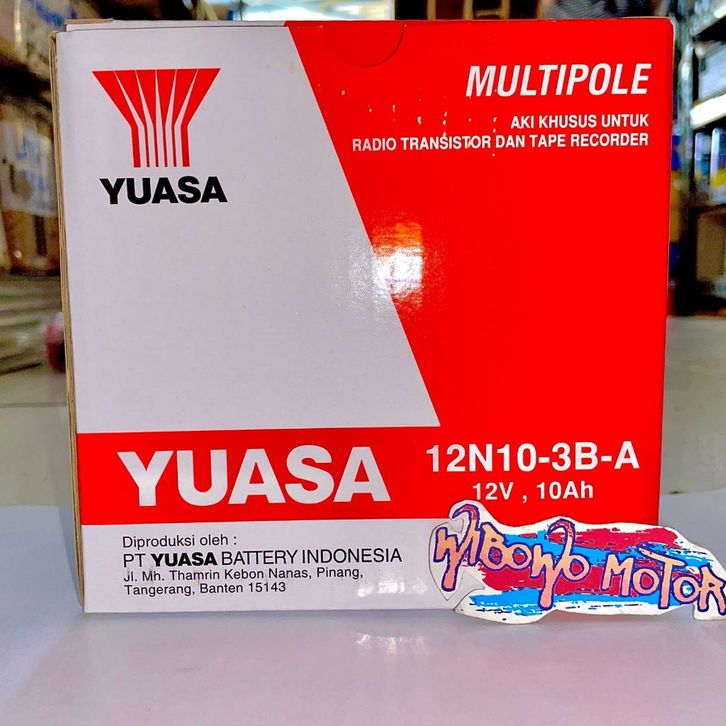 MULTIPOLE
AKI KHUSUS UNTUK
RADIO TRANSISTOR DAN TAPE RECORDER
YUASA
YUASA
12N10-3B-A
12V , 10Ah
Diproduksi oleh :
PT YUASA BATTERY INDONESIA
Jl. Mh. Thamrin Kebon Nanas, Pinang,
Tangerang, Banten 15143
WIBOWO MOTOR